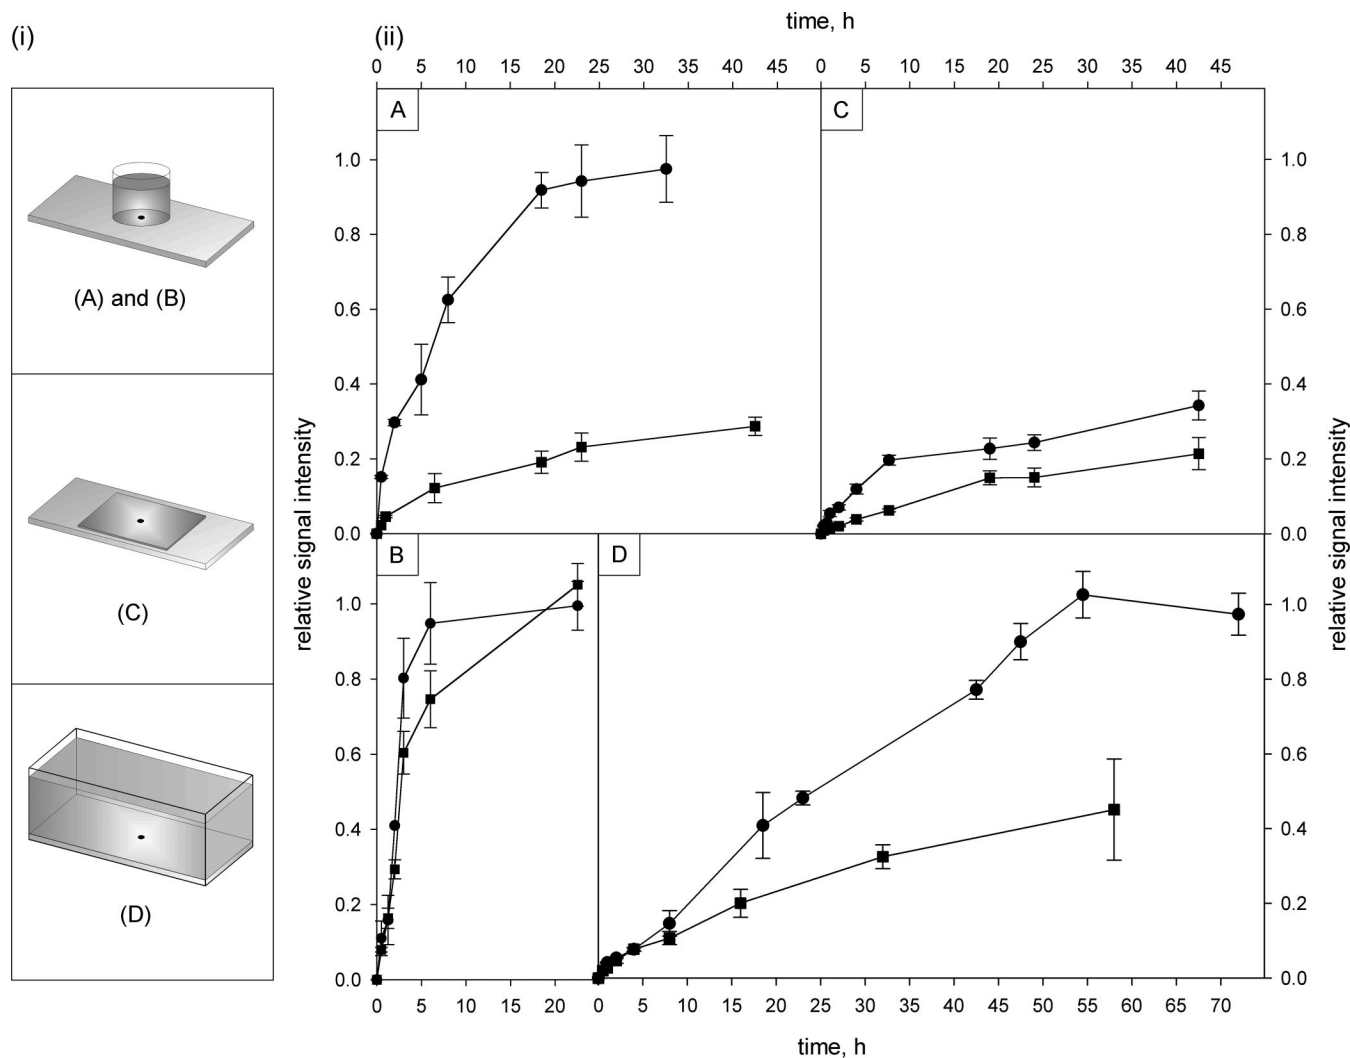 (i)
(A) and (B)
(C)
(D)
(ii)
time, h
0 5 10 15 20 25 30 35 40 45
0 5 10 15 20 25 30 35 40 45
A
C
1.0
0.8
0.6
0.4
0.2
0.0
1.0
0.8
0.6
0.4
0.2
0.0
relative signal intensity
relative signal intensity
B
D
1.0
0.8
0.6
0.4
0.2
0.0
1.0
0.8
0.6
0.4
0.2
0.0
0 5 10 15 20
0 5 10 15 20 25 30 35 40 45 50 55 60 65 70
time, h